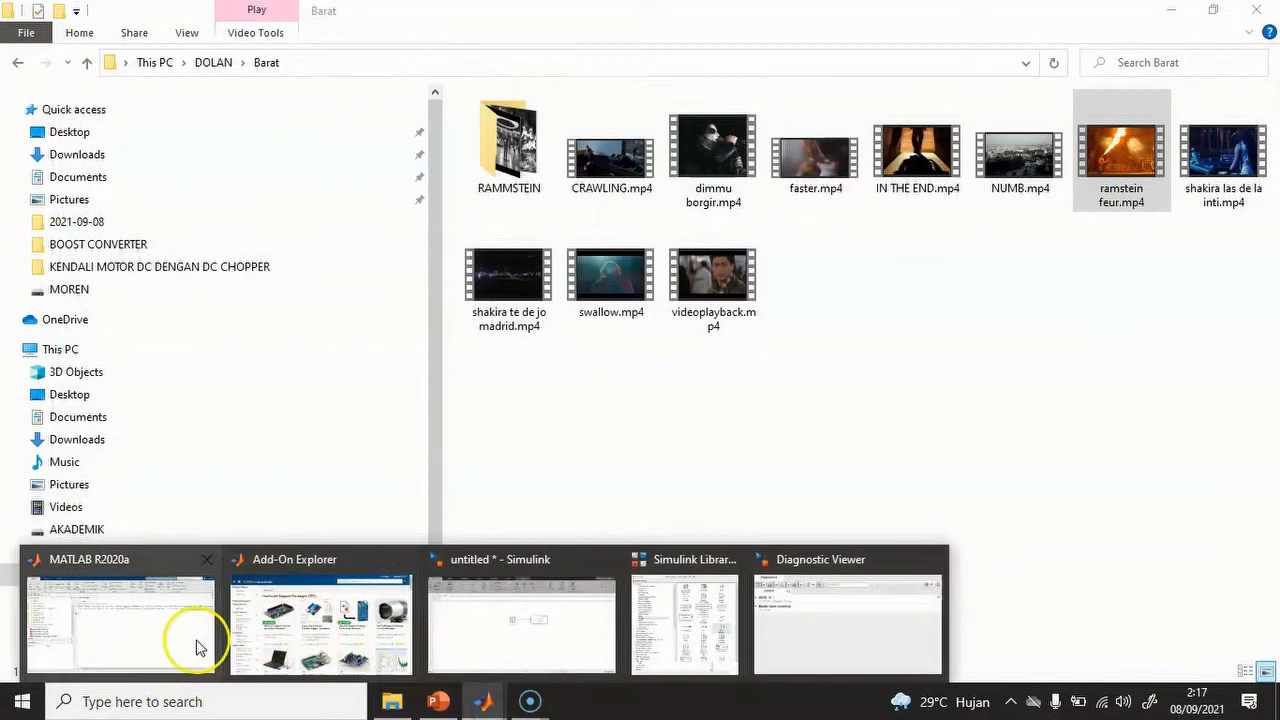 Play
Barat
File
Home
Share
View
Video Tools
This PC
DOLAN
Barat
Search Barat
Quick access
Desktop
Downloads
Documents
Pictures
2021-09-08
BOOST CONVERTER
KENDALI MOTOR DC DENGAN DC CHOPPER
MOREN
OneDrive
This PC
3D Objects
Desktop
Documents
Downloads
Music
Pictures
Videos
AKADEMIK
RAMMSTEIN
CRAWLING.mp4
dimmu
borgir.mp4
faster.mp4
IN THE END.mp4
NUMB.mp4
ramstein
feur.mp4
shakira las de la
inti.mp4
shakira te de jo
madrid.mp4
swallow.mp4
videoplayback.m
p4
MATLAB R2020a
Add-On Explorer
untitled * - Simulink
Simulink Librar...
Diagnostic Viewer
Type here to search
29°C Hujan
2:17
08/09/2021